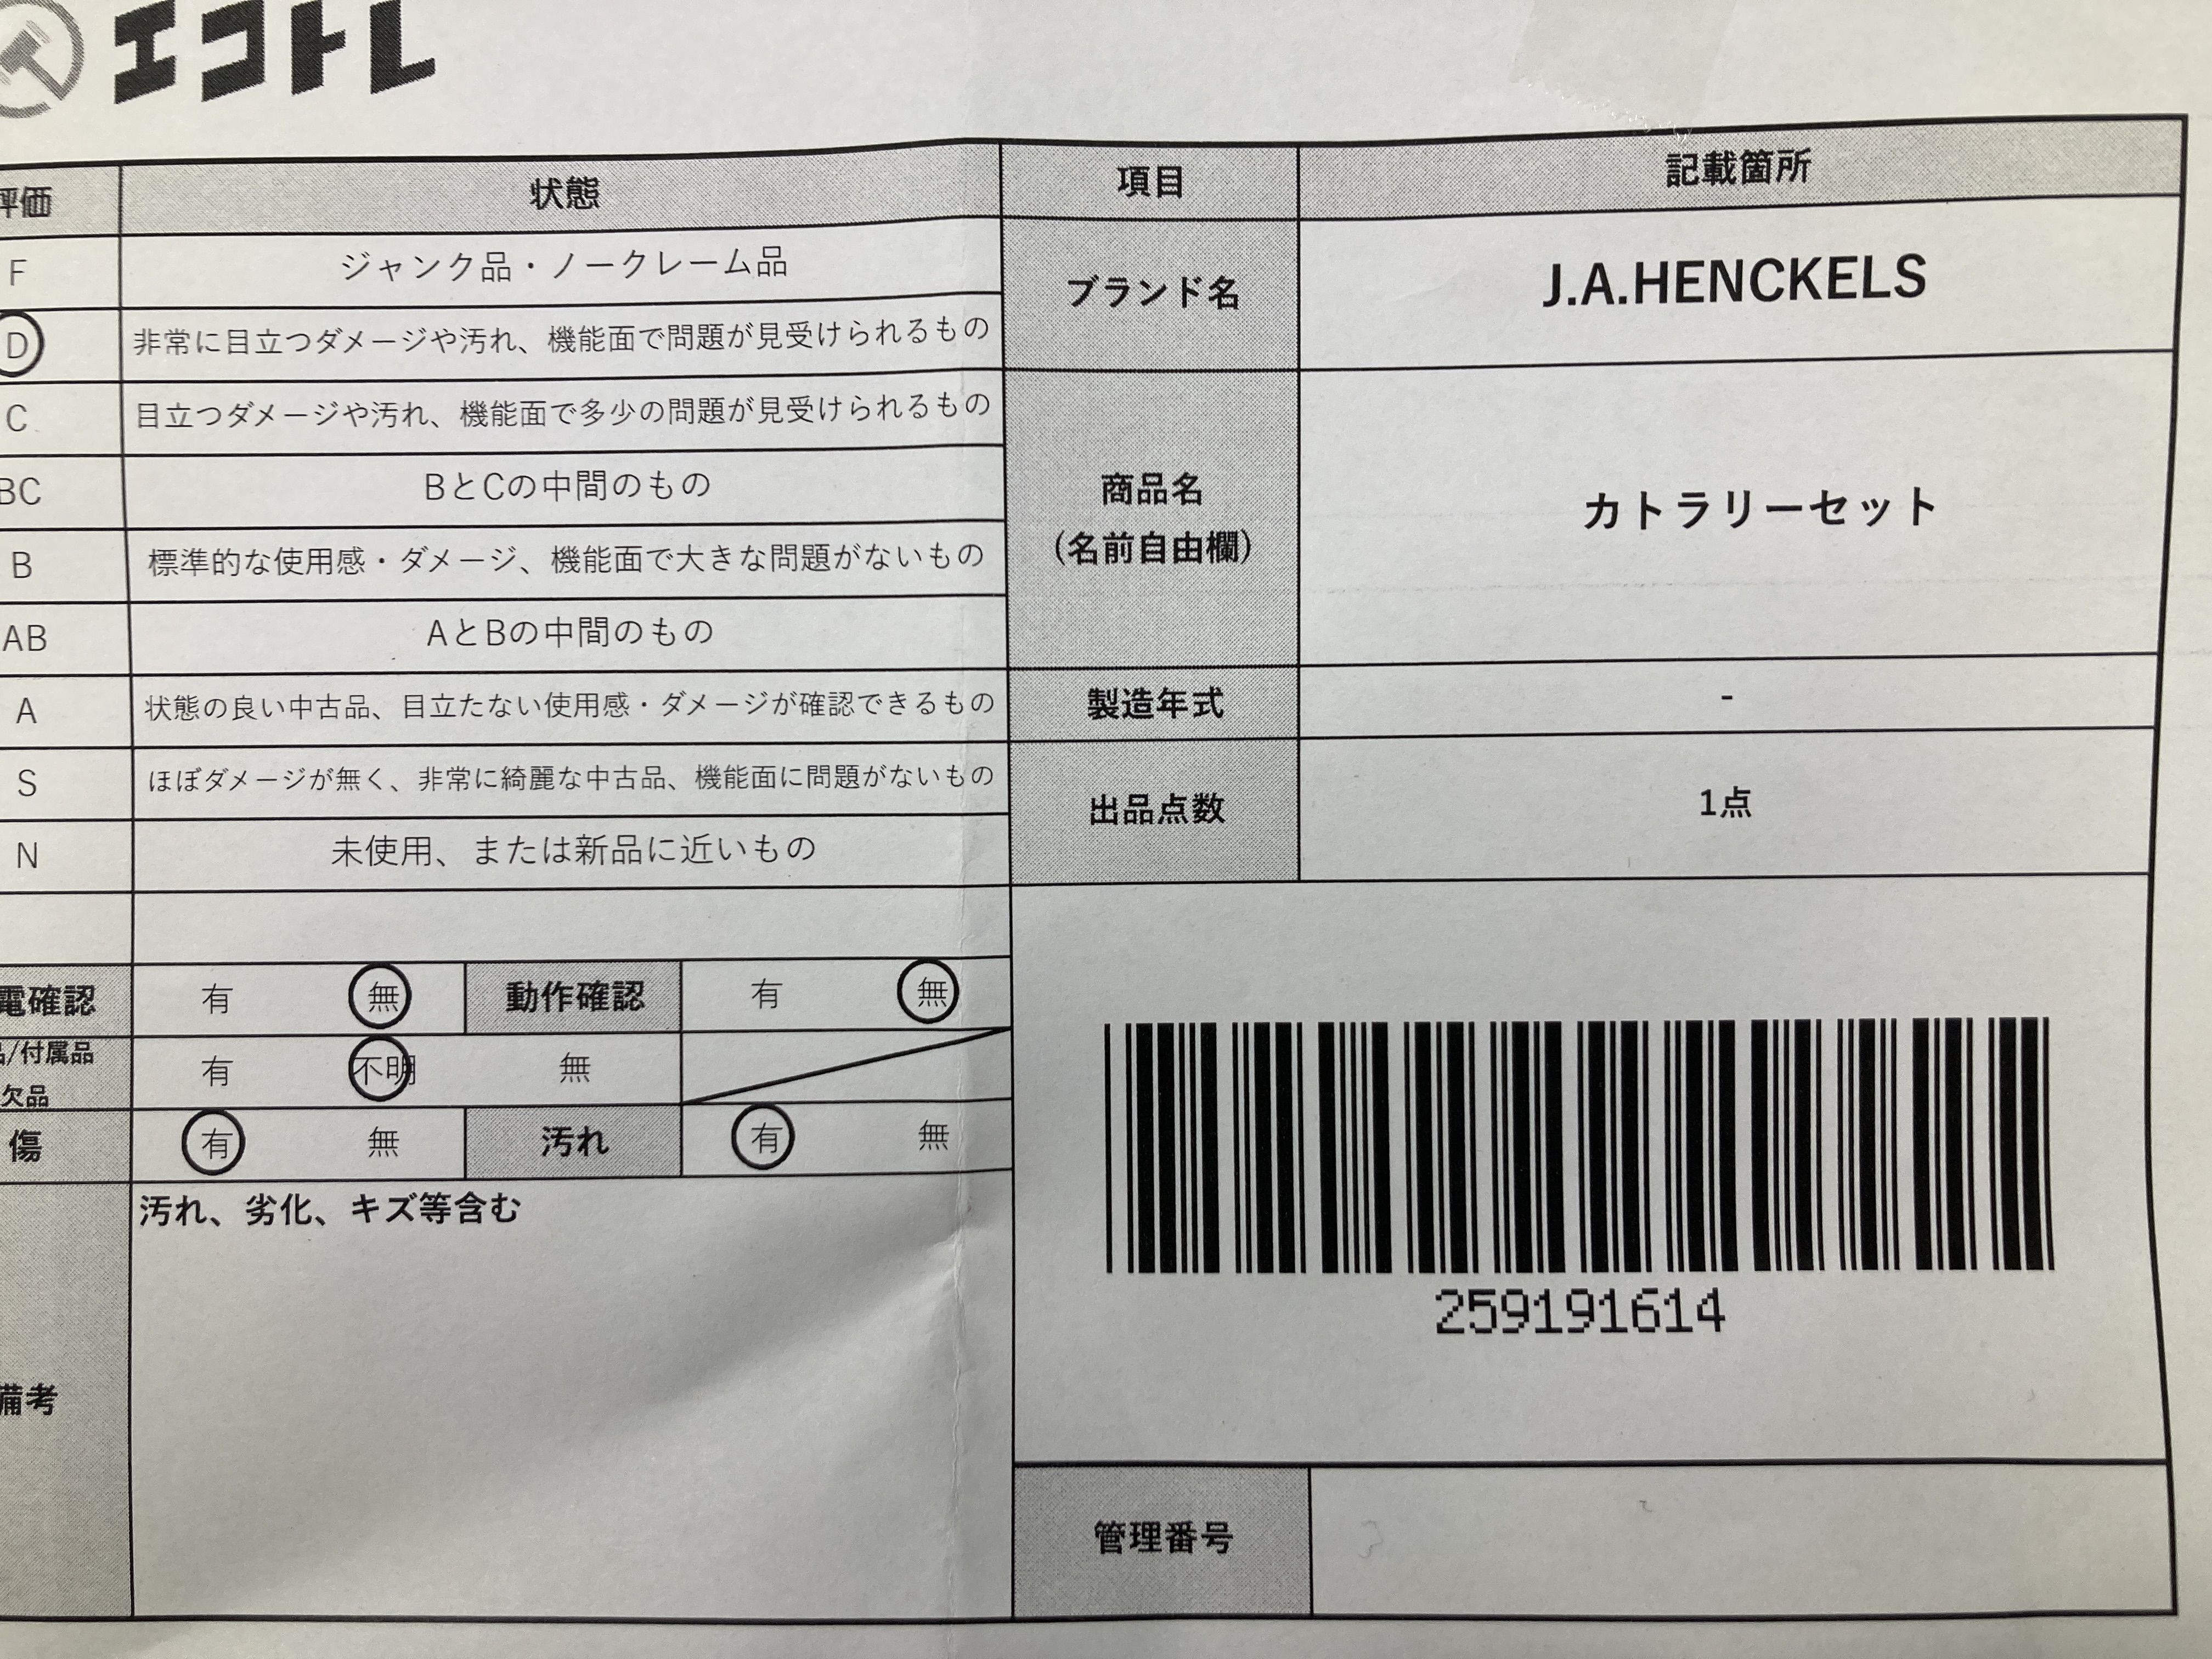 エコトレ
評価 状態 項目 記載箇所
F ジャンク品・ノークレーム品
ブランド名 J.A.HENCKELS
D 非常に目立つダメージや汚れ、機能面で問題が見受けられるもの
C 目立つダメージや汚れ、機能面で多少の問題が見受けられるもの
BC BとCの中間のもの
商品名 カトラリーセット
(名前自由欄)
B 標準的な使用感・ダメージ、機能面で大きな問題がないもの
AB AとBの中間のもの
A 状態の良い中古品、目立たない使用感・ダメージが確認できるもの
製造年式 -
S ほぼダメージが無く、非常に綺麗な中古品、機能面に問題がないもの
出品点数 1点
N 未使用、または新品に近いもの
電確認 有 無 動作確認 有 無
品/付属品 有 不明 無
欠品
傷 有 無 汚れ 有 無
汚れ、劣化、キズ等含む
259191614
備考
管理番号